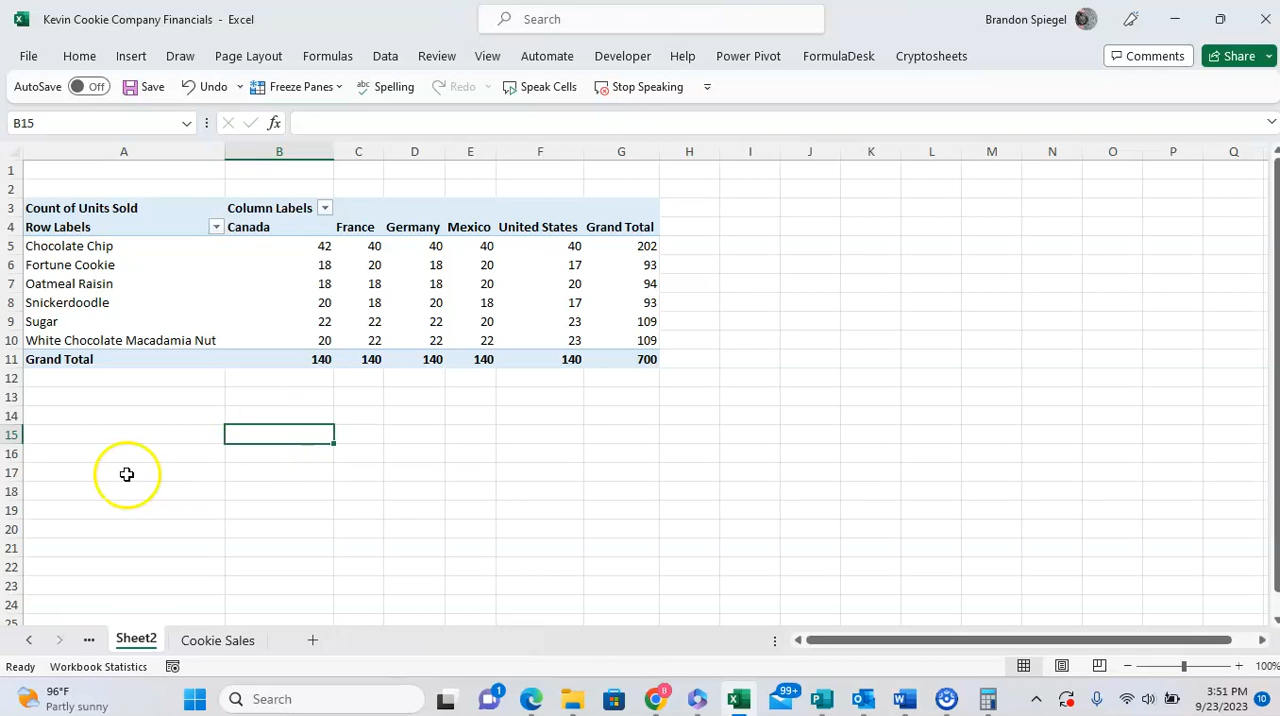 Kevin Cookie Company Financials - Excel
Search
Brandon Spiegel
File Home Insert Draw Page Layout Formulas Data Review View Automate Developer Help Power Pivot FormulaDesk Cryptosheets Comments Share
AutoSave Off Save Undo Freeze Panes abc Spelling Redo Speak Cells Stop Speaking
B15 fx
A B C D E F G H I J K L M N O P Q
1
2
3 Count of Units Sold Column Labels
4 Row Labels Canada France Germany Mexico United States Grand Total
5 Chocolate Chip 42 40 40 40 40 202
6 Fortune Cookie 18 20 18 20 17 93
7 Oatmeal Raisin 18 18 18 20 20 94
8 Snickerdoodle 20 18 20 18 17 93
9 Sugar 22 22 22 20 23 109
10 White Chocolate Macadamia Nut 20 22 22 22 23 109
11 Grand Total 140 140 140 140 140 700
12
13
14
15
16
17
18
19
20
21
22
23
24
25
... Sheet2 Cookie Sales +
Ready Workbook Statistics 100%
96°F
Partly sunny
Search
1
B
99+
3:51 PM
9/23/2023
10